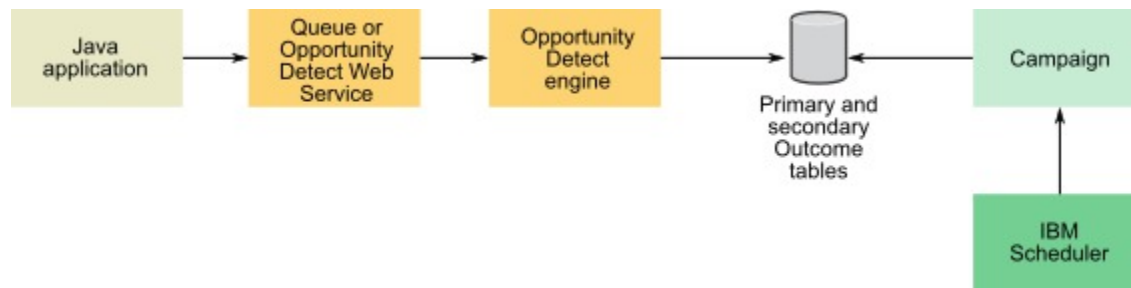 Java
application
Queue or
Opportunity
Detect Web
Service
Opportunity
Detect
engine
Primary and
secondary
Outcome
tables
Campaign
IBM
Scheduler